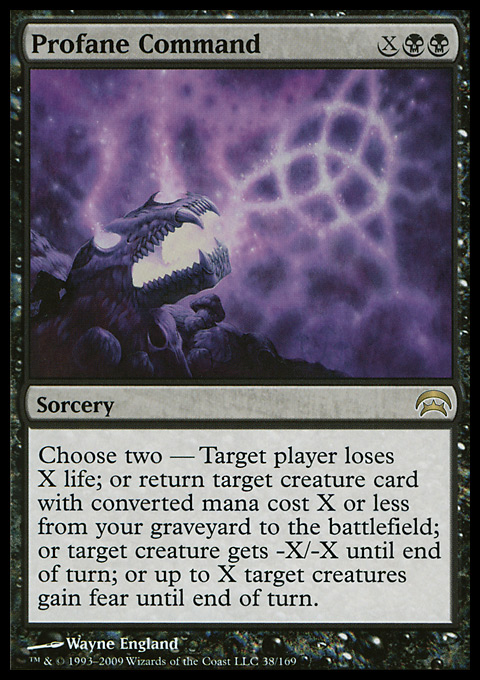 Profane Command X
Sorcery
Choose two — Target player loses
X life; or return target creature card
with converted mana cost X or less
from your graveyard to the battlefield;
or target creature gets -X/-X until end
of turn; or up to X target creatures
gain fear until end of turn.
Wayne England
™ & © 1993–2009 Wizards of the Coast LLC 38/169